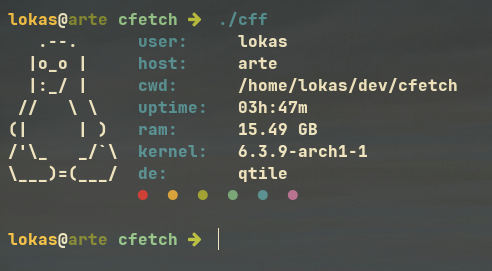 lokas@arte cfetch ➜ ./cff
   .--.      user:     lokas
  |o_o |     host:     arte
  |:_/ |     cwd:      /home/lokas/dev/cfetch
 //   \ \    uptime:   03h:47m
(|     | )   ram:      15.49 GB
/'\_   _/`\  kernel:   6.3.9-arch1-1
\___)=(___/  de:       qtile
● ● ● ● ● ●
lokas@arte cfetch ➜